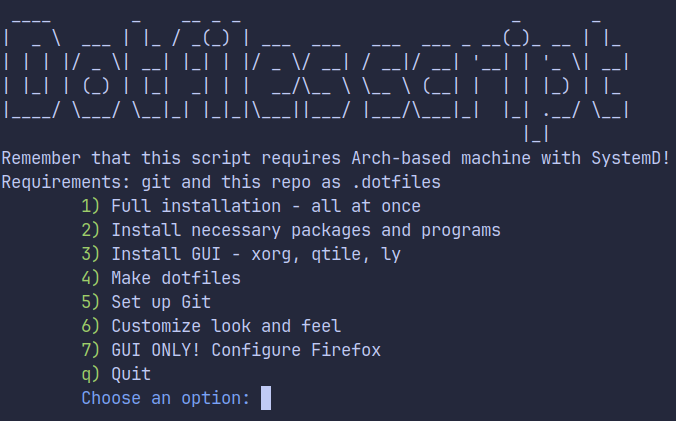 Dotfiles script
Remember that this script requires Arch-based machine with SystemD!
Requirements: git and this repo as .dotfiles
1) Full installation - all at once
2) Install necessary packages and programs
3) Install GUI - xorg, qtile, ly
4) Make dotfiles
5) Set up Git
6) Customize look and feel
7) GUI ONLY! Configure Firefox
q) Quit
Choose an option: